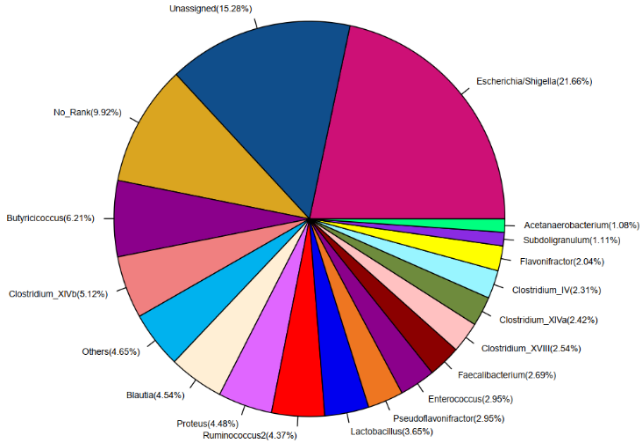 Unassigned(15.28%)
Escherichia/Shigella(21.66%)
No_Rank(9.92%)
Butyricicoccus(6.21%)
Acetanaerobacterium(1.08%)
Subdoligranulum(1.11%)
Flavonifractor(2.04%)
Clostridium_IV(2.31%)
Clostridium_XIVb(5.12%)
Clostridium_XIVa(2.42%)
Clostridium_XVIII(2.54%)
Others(4.65%)
Faecalibacterium(2.69%)
Blautia(4.54%)
Enterococcus(2.95%)
Pseudoflavonifractor(2.95%)
Proteus(4.48%)
Lactobacillus(3.65%)
Ruminococcus2(4.37%)